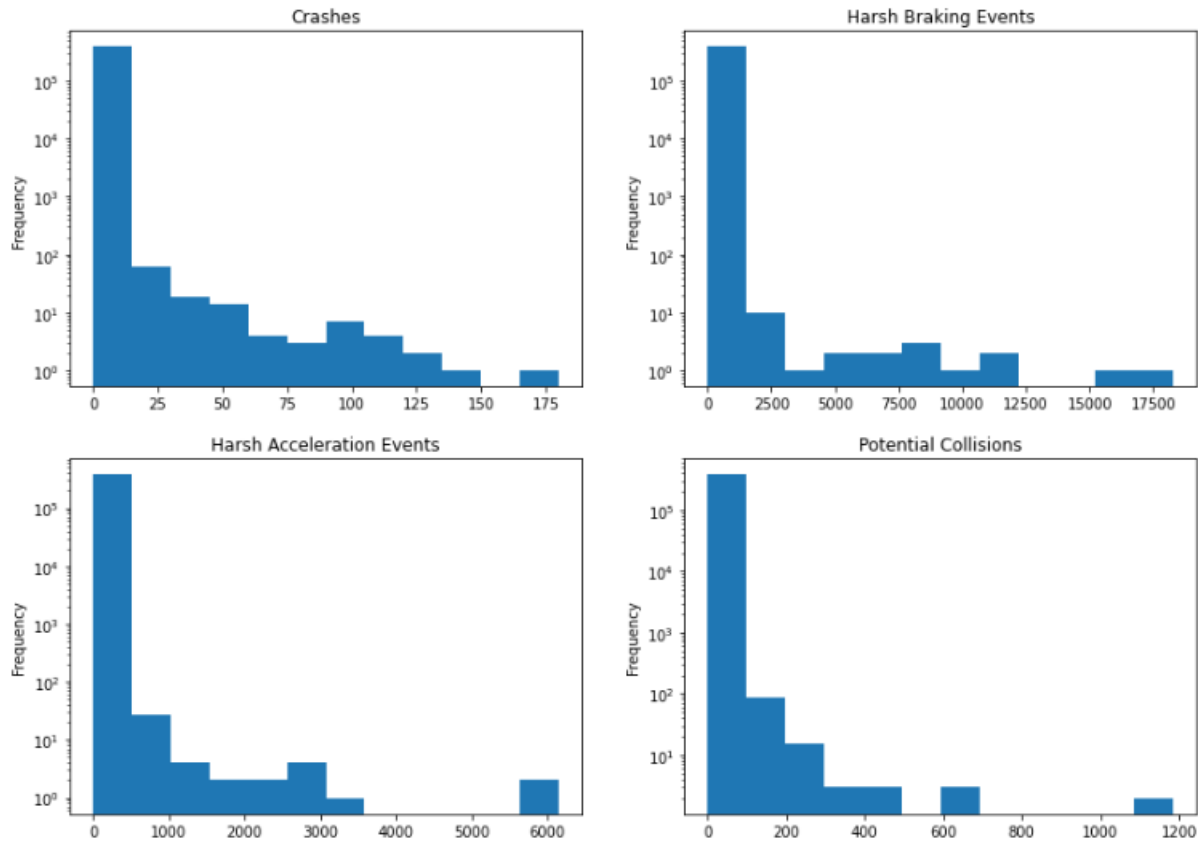 Crashes
Frequency
10⁵
10⁴
10³
10²
10¹
10⁰
0 25 50 75 100 125 150 175
Harsh Braking Events
Frequency
10⁵
10⁴
10³
10²
10¹
10⁰
0 2500 5000 7500 10000 12500 15000 17500
Harsh Acceleration Events
Frequency
10⁵
10⁴
10³
10²
10¹
10⁰
0 1000 2000 3000 4000 5000 6000
Potential Collisions
Frequency
10⁵
10⁴
10³
10²
10¹
0 200 400 600 800 1000 1200